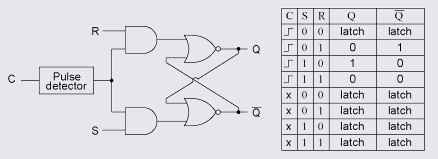 R
C
Pulse
detector
S
Q
Q̅
C S R Q Q̅
0 0 latch latch
0 1 0 1
1 0 1 0
1 1 0 0
x 0 0 latch latch
x 0 1 latch latch
x 1 0 latch latch
x 1 1 latch latch